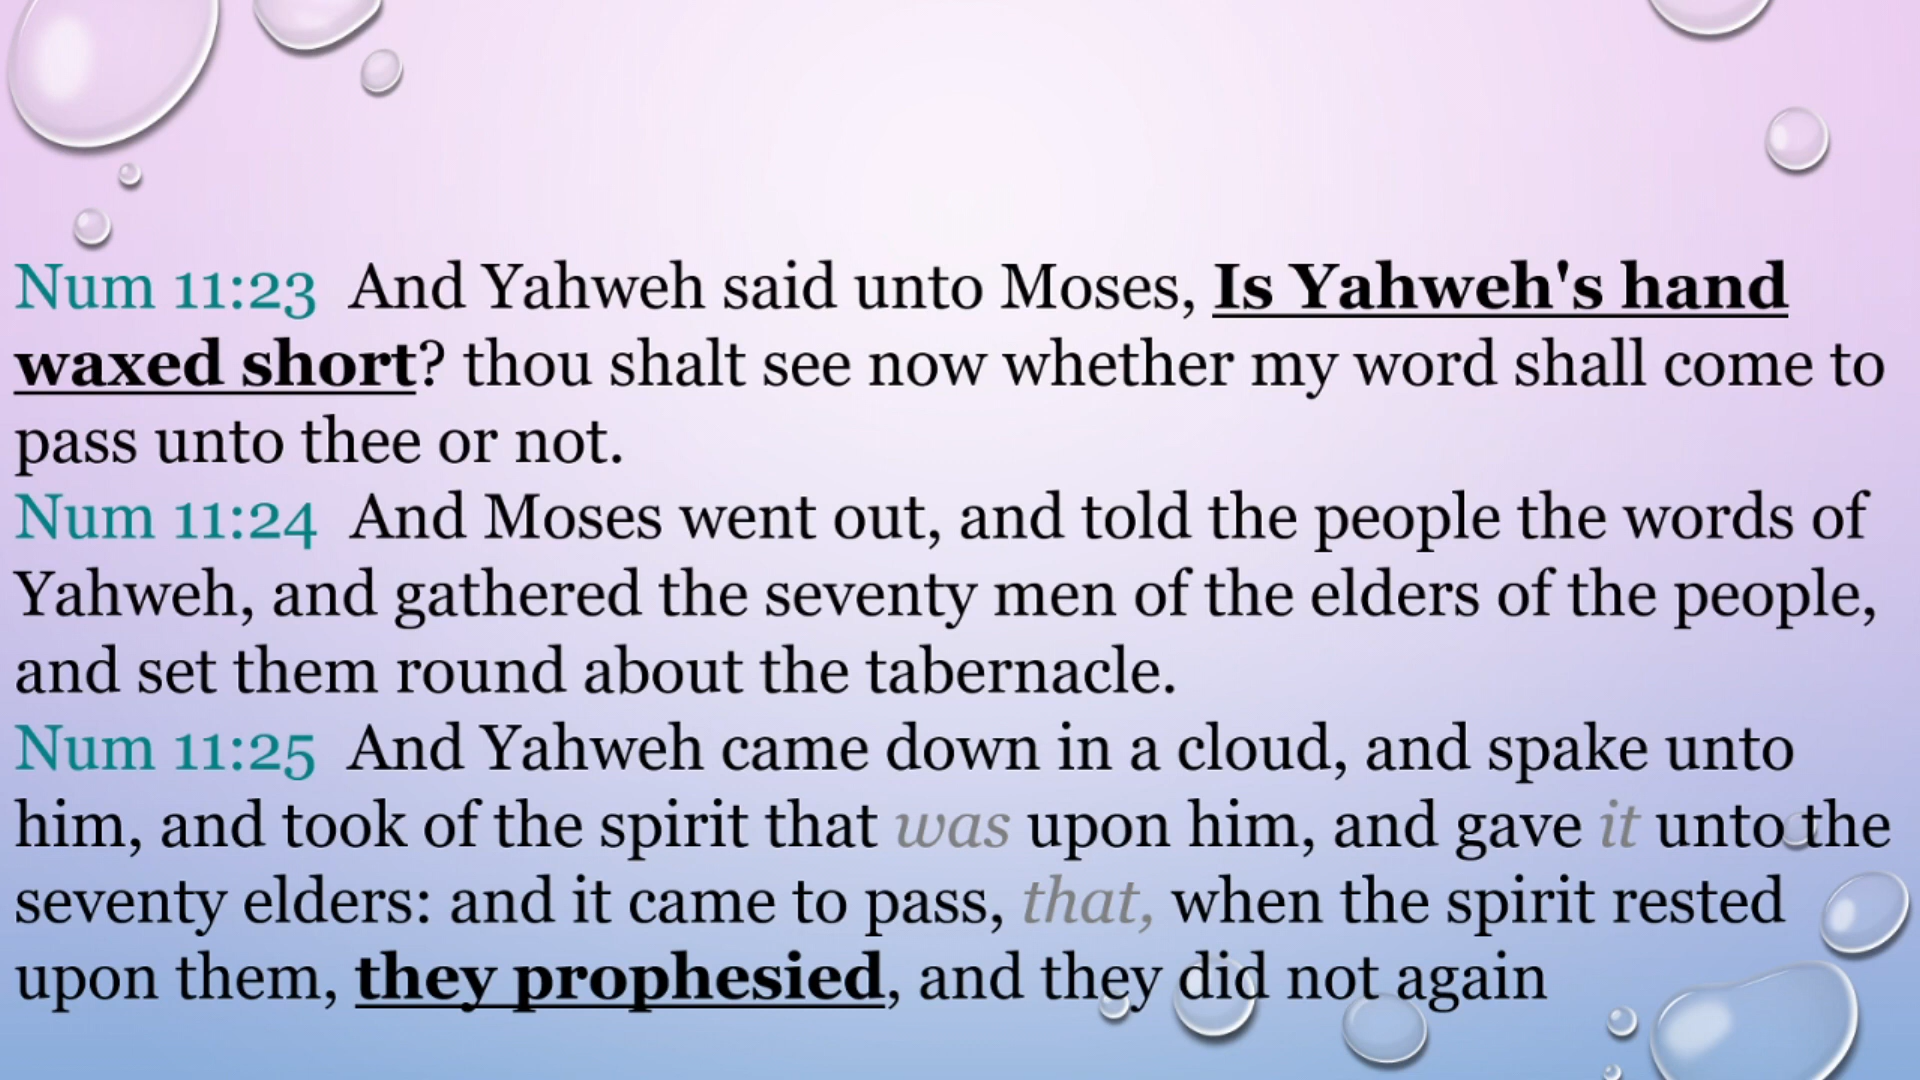 Num 11:23 And Yahweh said unto Moses, Is Yahweh's hand
waxed short? thou shalt see now whether my word shall come to
pass unto thee or not.
Num 11:24 And Moses went out, and told the people the words of
Yahweh, and gathered the seventy men of the elders of the people,
and set them round about the tabernacle.
Num 11:25 And Yahweh came down in a cloud, and spake unto
him, and took of the spirit that was upon him, and gave it unto the
seventy elders: and it came to pass, that, when the spirit rested
upon them, they prophesied, and they did not again